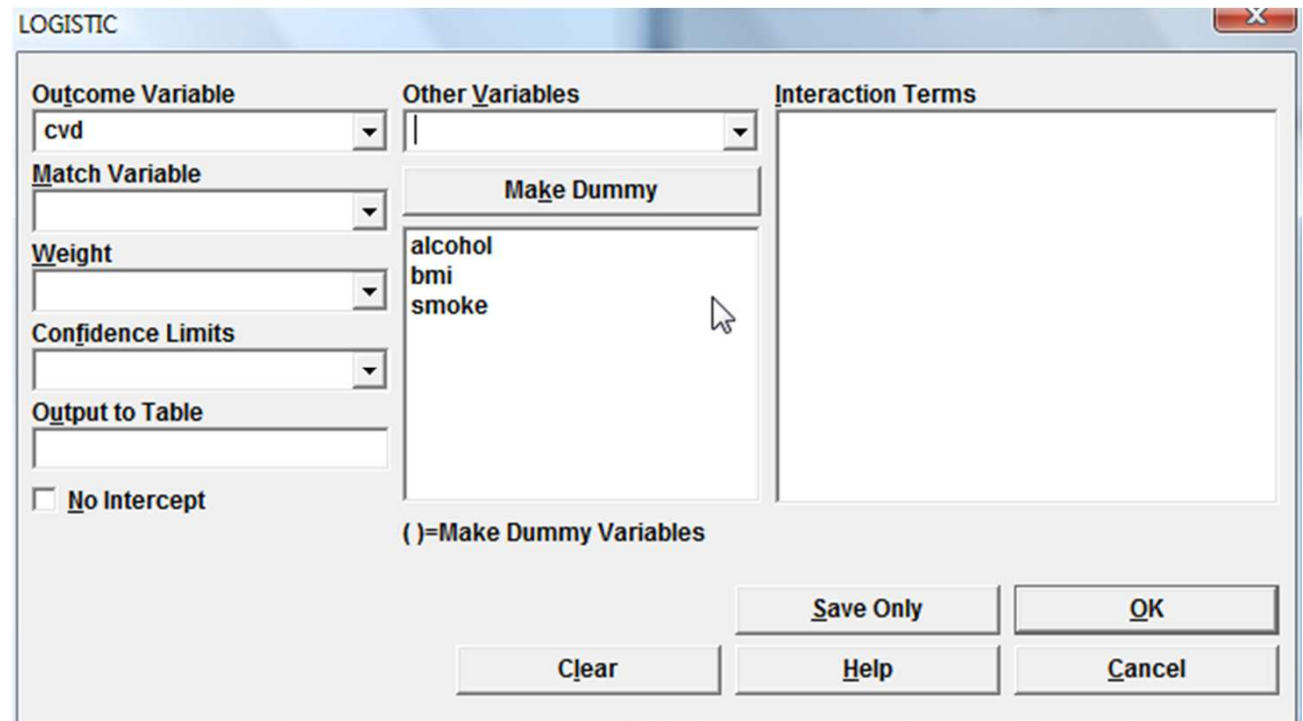 LOGISTIC
Outcome Variable
cvd
Match Variable
Weight
Confidence Limits
Output to Table
No Intercept
Other Variables
Make Dummy
alcohol
bmi
smoke
( )=Make Dummy Variables
Interaction Terms
Save Only
OK
Clear
Help
Cancel